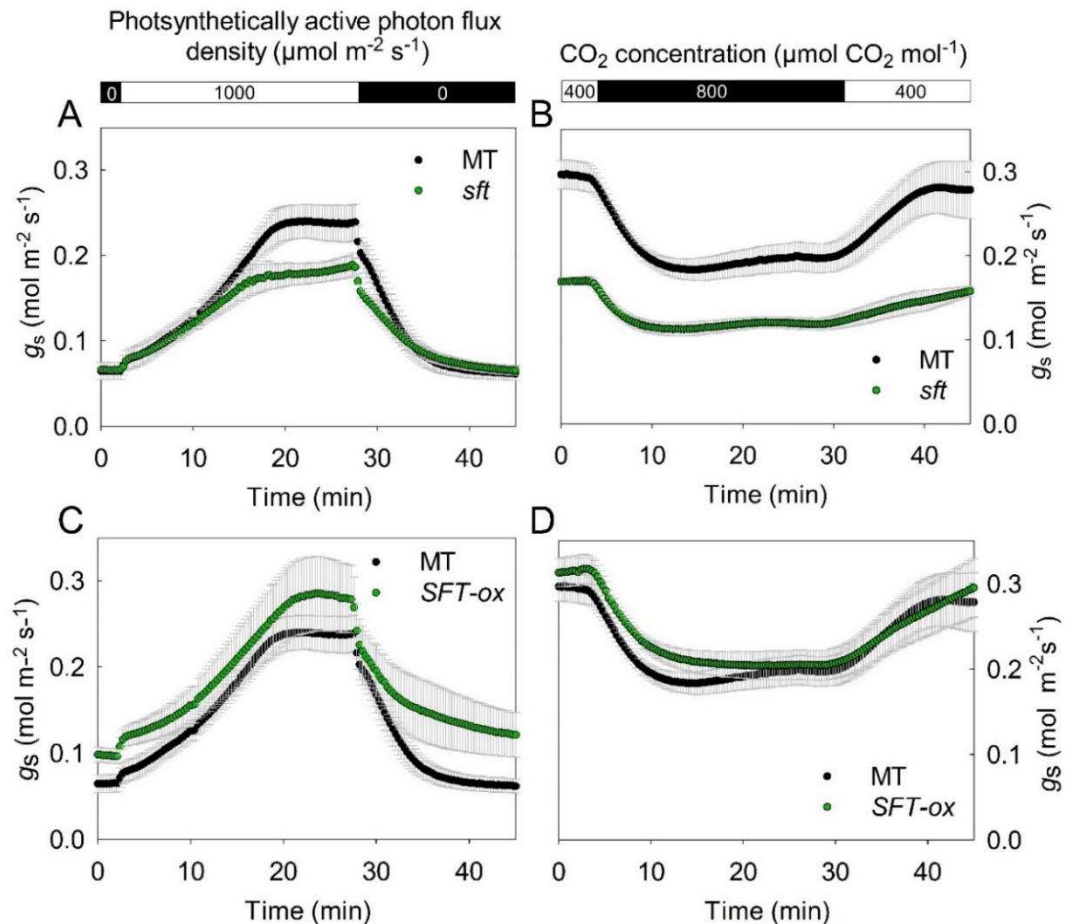 Photsynthetically active photon flux
density (µmol m⁻² s⁻¹)
0 1000 0
CO₂ concentration (µmol CO₂ mol⁻¹)
400 800 400
A
MT
sft
0.3
0.2
0.1
0.0
gs (mol m⁻² s⁻¹)
0 10 20 30 40
Time (min)
B
0.3
0.2
0.1
0.0
gs (mol m⁻² s⁻¹)
MT
sft
0 10 20 30 40
Time (min)
C
MT
SFT-ox
0.3
0.2
0.1
0.0
gs (mol m⁻² s⁻¹)
0 10 20 30 40
Time (min)
D
0.3
0.2
0.1
0.0
gs (mol m⁻²s⁻¹)
MT
SFT-ox
0 10 20 30 40
Time (min)